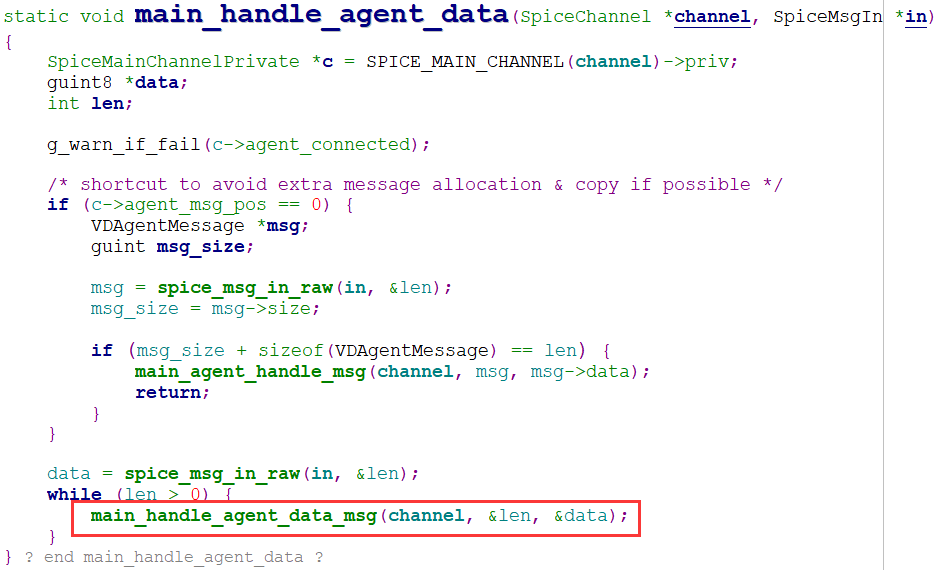 static void main_handle_agent_data(SpiceChannel *channel, SpiceMsgIn *in)
{
    SpiceMainChannelPrivate *c = SPICE_MAIN_CHANNEL(channel)->priv;
    guint8 *data;
    int len;

    g_warn_if_fail(c->agent_connected);

    /* shortcut to avoid extra message allocation & copy if possible */
    if (c->agent_msg_pos == 0) {
        VDAgentMessage *msg;
        guint msg_size;

        msg = spice_msg_in_raw(in, &len);
        msg_size = msg->size;

        if (msg_size + sizeof(VDAgentMessage) == len) {
            main_agent_handle_msg(channel, msg, msg->data);
            return;
        }
    }

    data = spice_msg_in_raw(in, &len);
    while (len > 0) {
        main_handle_agent_data_msg(channel, &len, &data);
    }
} ? end main_handle_agent_data ?